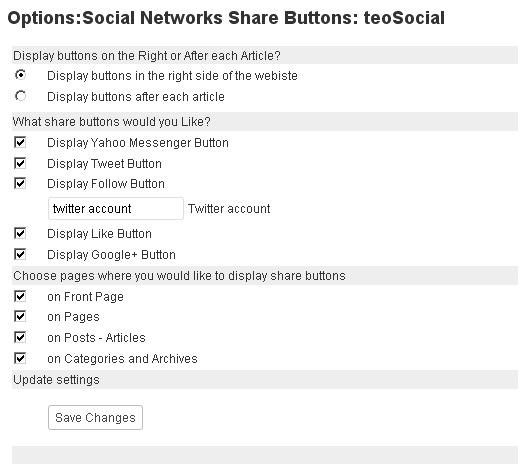 Options:Social Networks Share Buttons: teoSocial
Display buttons on the Right or After each Article?
Display buttons in the right side of the webiste
Display buttons after each article
What share buttons would you Like?
Display Yahoo Messenger Button
Display Tweet Button
Display Follow Button
twitter account Twitter account
Display Like Button
Display Google+ Button
Choose pages where you would like to display share buttons
on Front Page
on Pages
on Posts - Articles
on Categories and Archives
Update settings
Save Changes